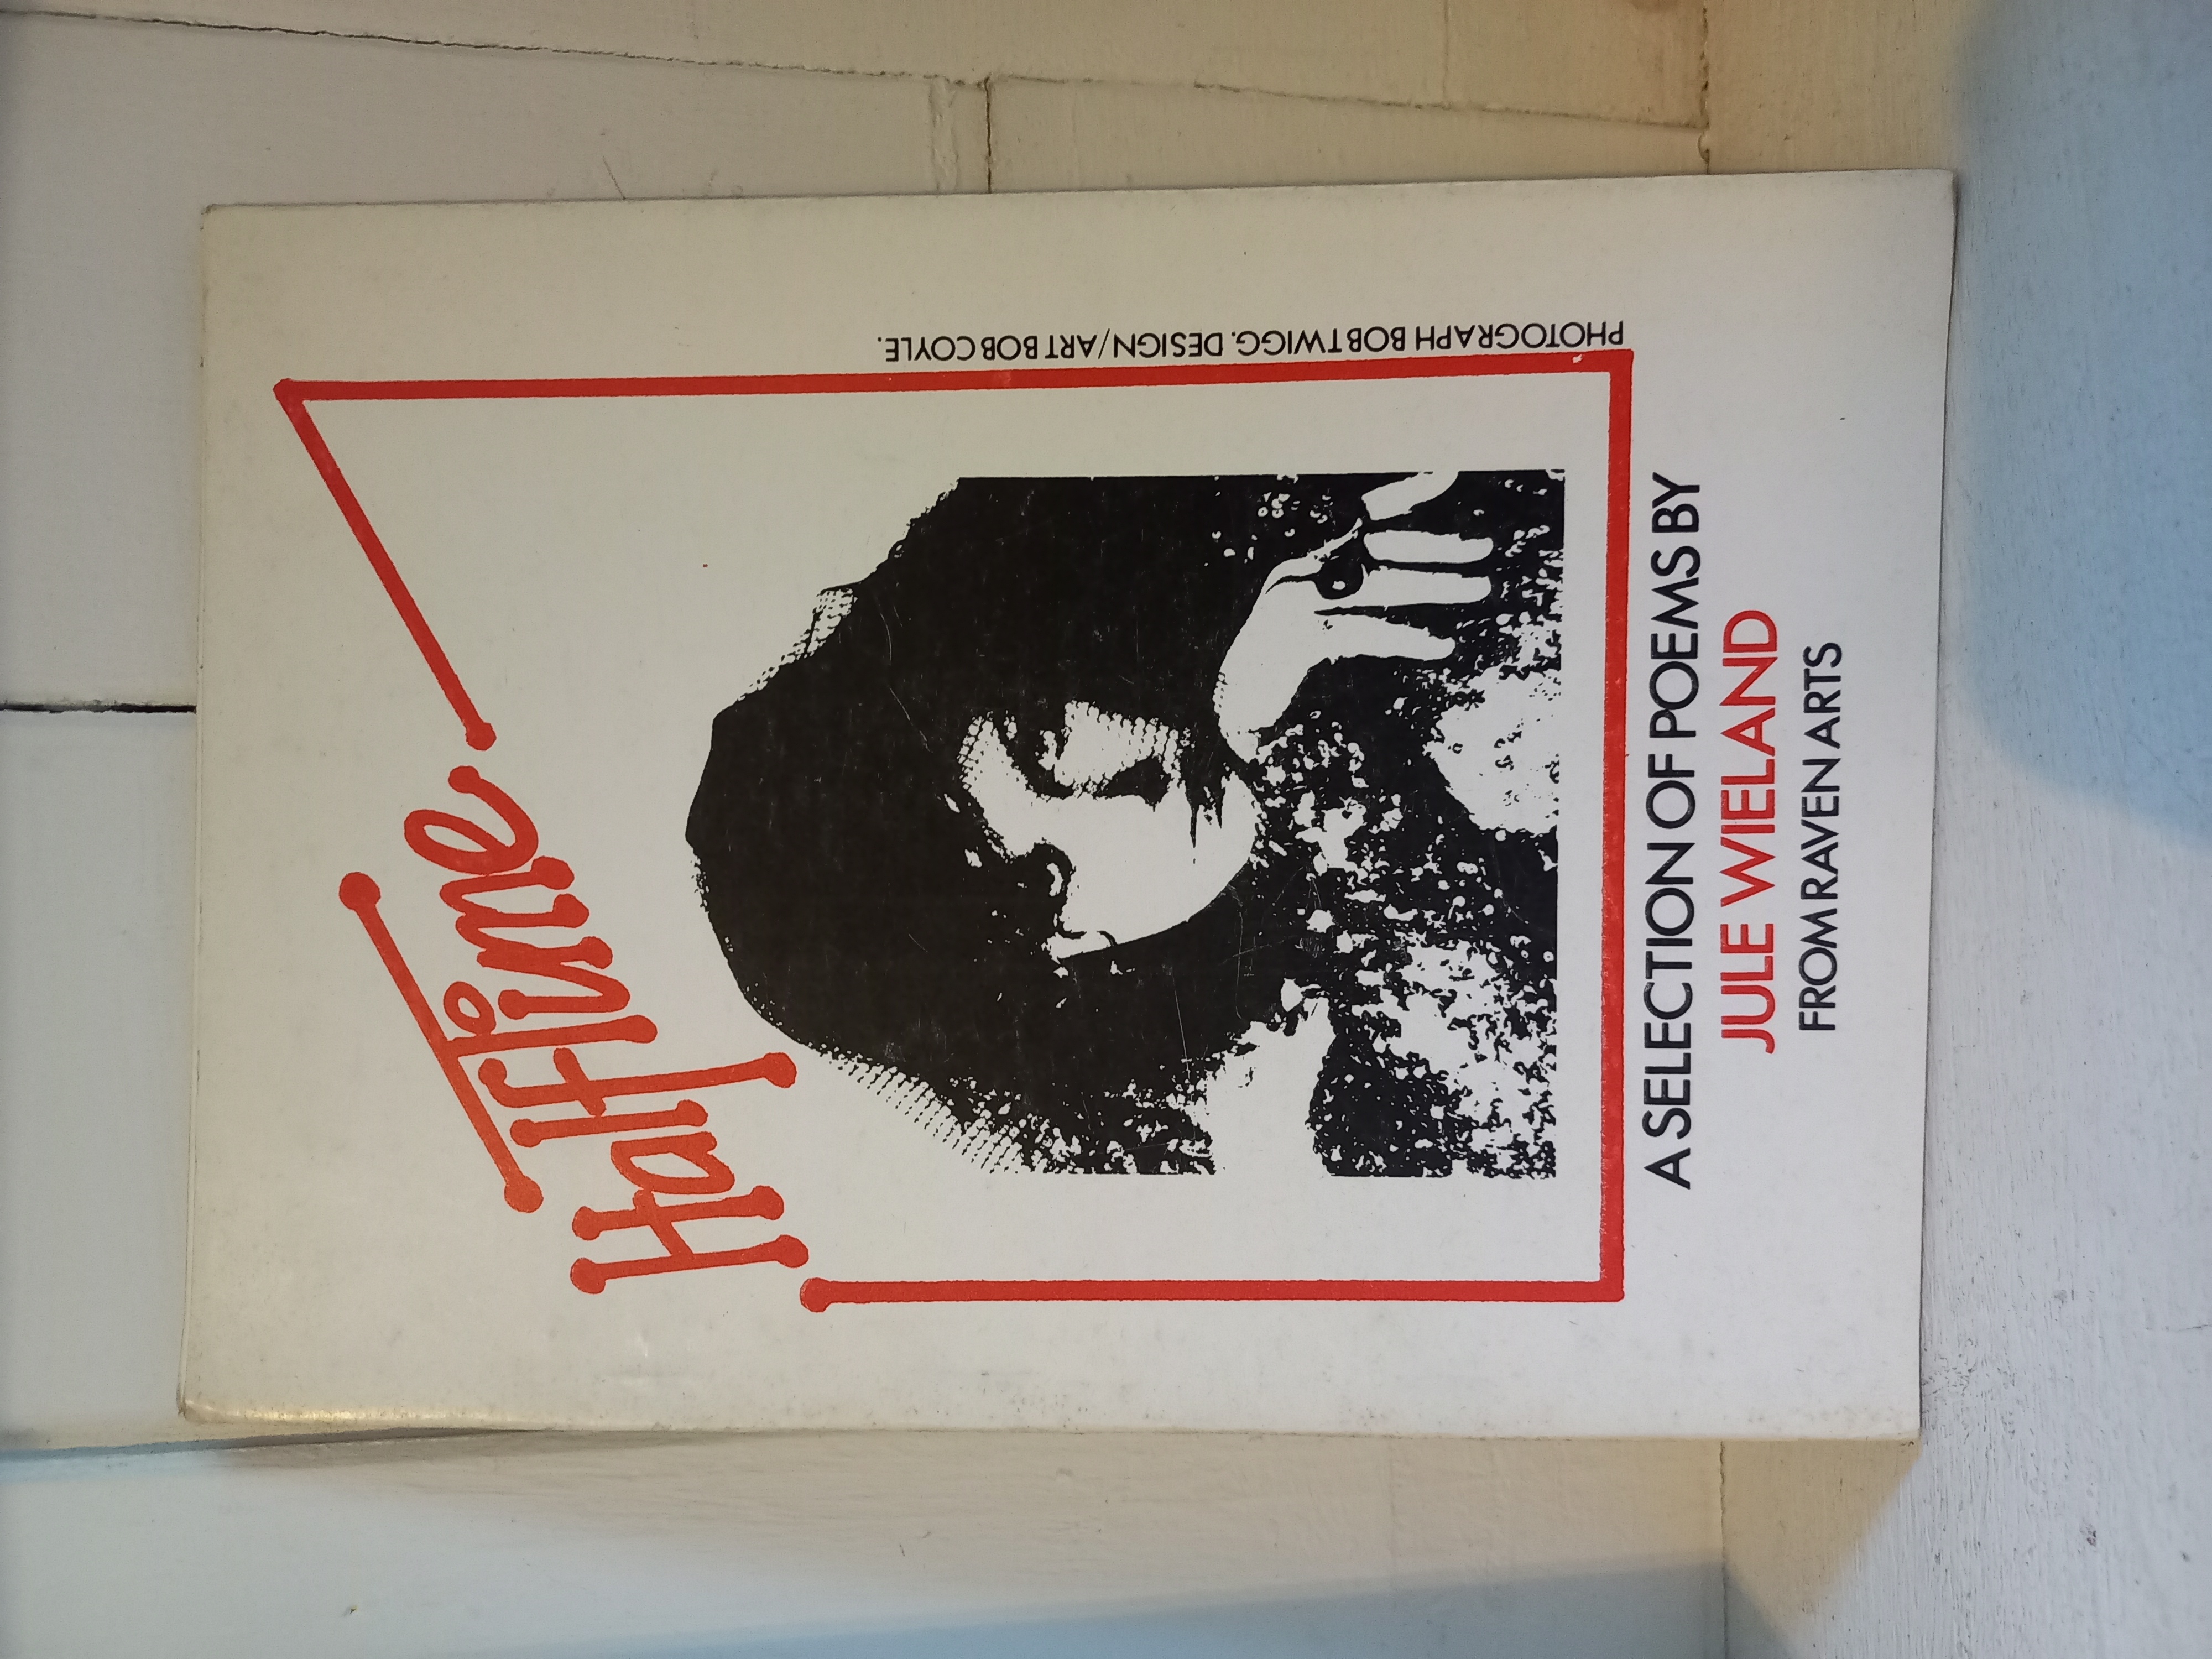 Half Time
PHOTOGRAPH BOB TWIGG. DESIGN/ART BOB COYLE.
A SELECTION OF POEMS BY
JULE WIELAND
FROM RAVEN ARTS